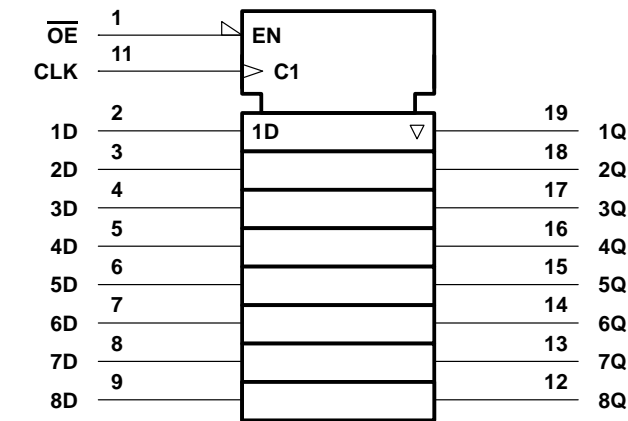 OE 1 EN
CLK 11 C1
1D 2 1D 19 1Q
2D 3 18 2Q
3D 4 17 3Q
4D 5 16 4Q
5D 6 15 5Q
6D 7 14 6Q
7D 8 13 7Q
8D 9 12 8Q